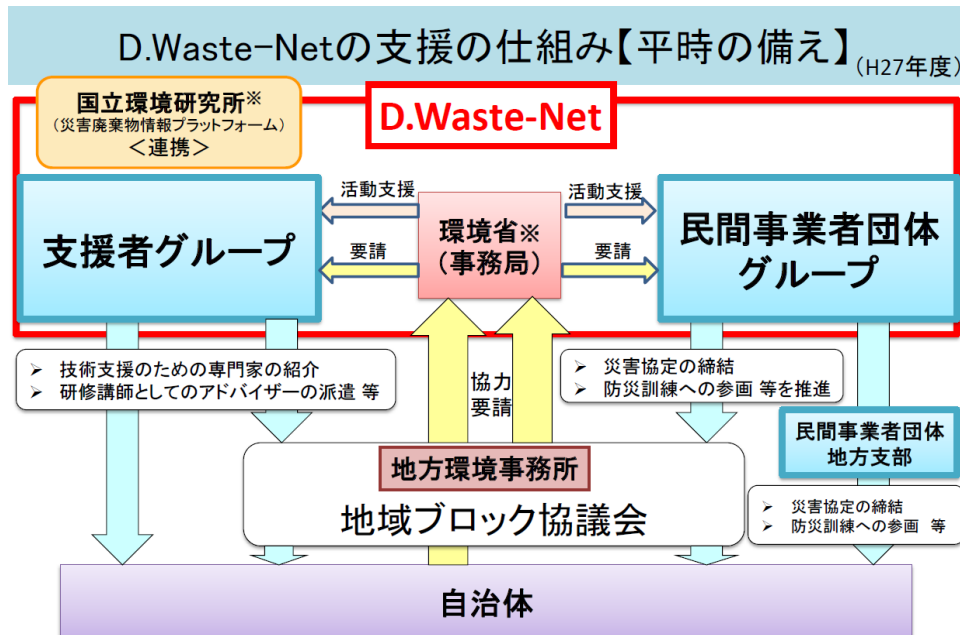 D.Waste-Netの支援の仕組み【平時の備え】(H27年度)
国立環境研究所※
(災害廃棄物情報プラットフォーム)
＜連携＞
D.Waste-Net
支援者グループ
活動支援
要請
環境省※
(事務局)
活動支援
要請
民間事業者団体
グループ
➢ 技術支援のための専門家の紹介
➢ 研修講師としてのアドバイザーの派遣 等
協力
要請
➢ 災害協定の締結
➢ 防災訓練への参画 等を推進
民間事業者団体
地方支部
地方環境事務所
地域ブロック協議会
➢ 災害協定の締結
➢ 防災訓練への参画 等
自治体